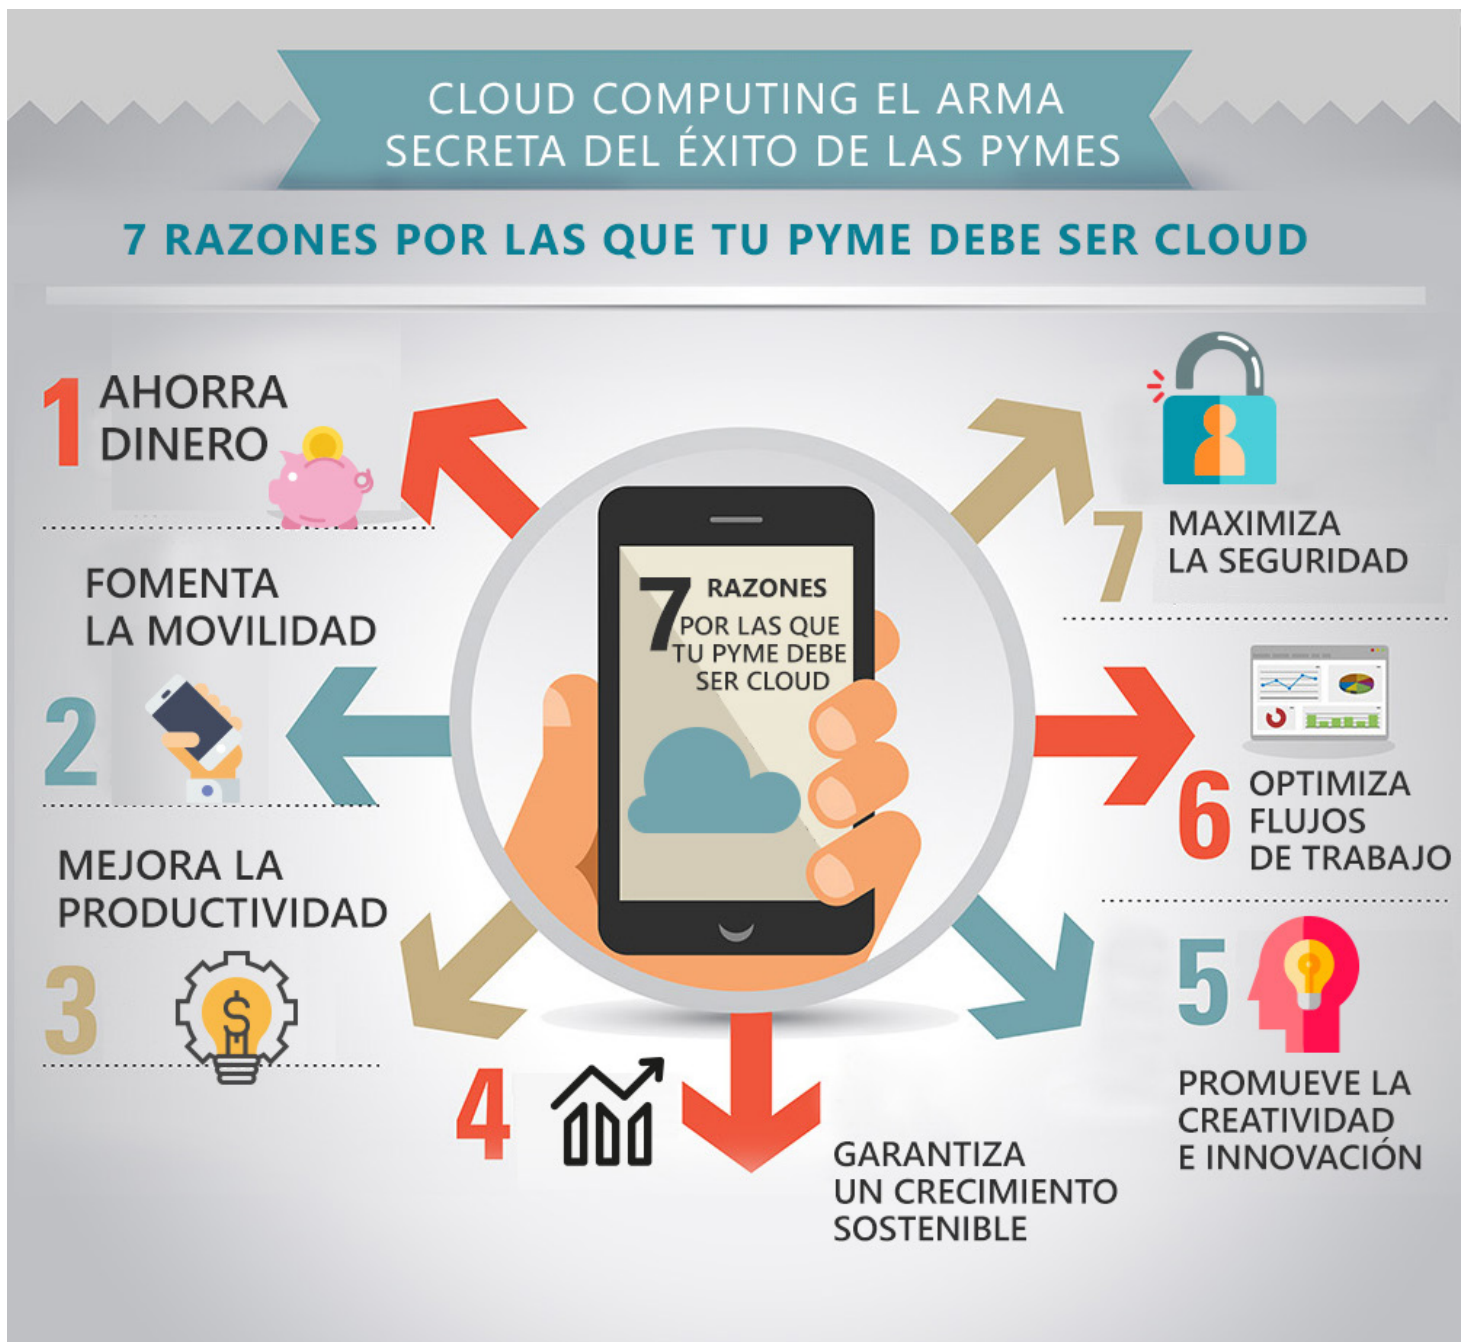 CLOUD COMPUTING EL ARMA
SECRETA DEL ÉXITO DE LAS PYMES
7 RAZONES POR LAS QUE TU PYME DEBE SER CLOUD
1 AHORRA
DINERO
FOMENTA
LA MOVILIDAD
2
MEJORA LA
PRODUCTIVIDAD
3
$
4
GARANTIZA
UN CRECIMIENTO
SOSTENIBLE
5
PROMUEVE LA
CREATIVIDAD
E INNOVACIÓN
6 OPTIMIZA
FLUJOS
DE TRABAJO
7 MAXIMIZA
LA SEGURIDAD
7 RAZONES
POR LAS QUE
TU PYME DEBE
SER CLOUD